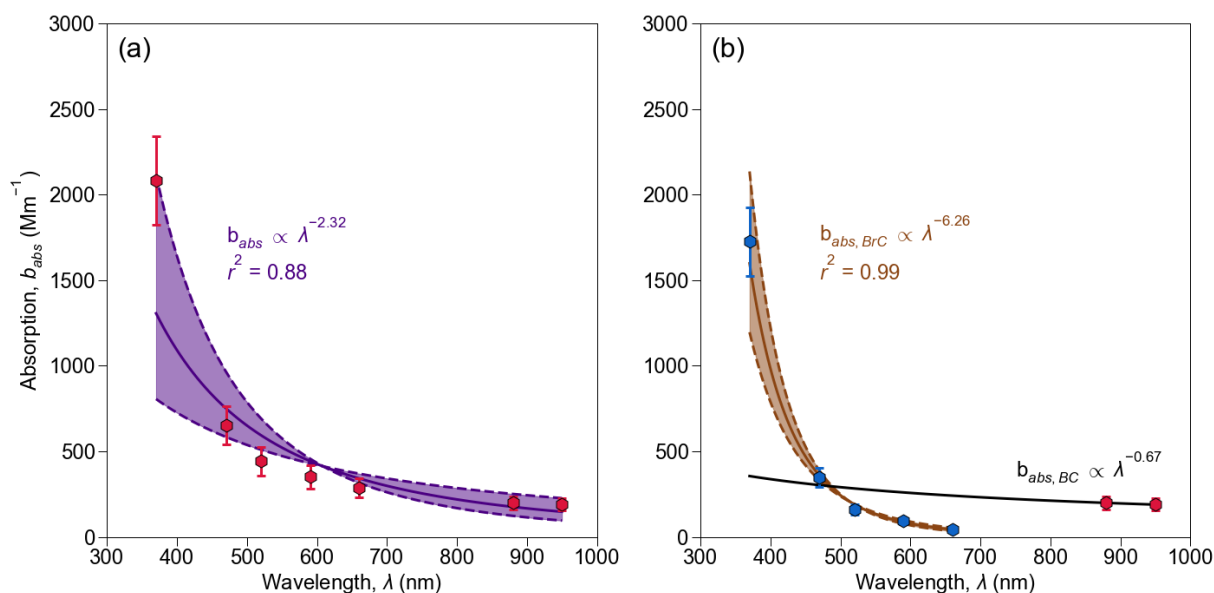 (a)
3000
2500
2000
1500
1000
500
0
Absorption, b_abs (Mm⁻¹)
b_abs ∝ λ^−2.32
r² = 0.88
300 400 500 600 700 800 900 1000
Wavelength, λ (nm)
(b)
3000
2500
2000
1500
1000
500
0
b_abs, BrC ∝ λ^−6.26
r² = 0.99
b_abs, BC ∝ λ^−0.67
300 400 500 600 700 800 900 1000
Wavelength, λ (nm)